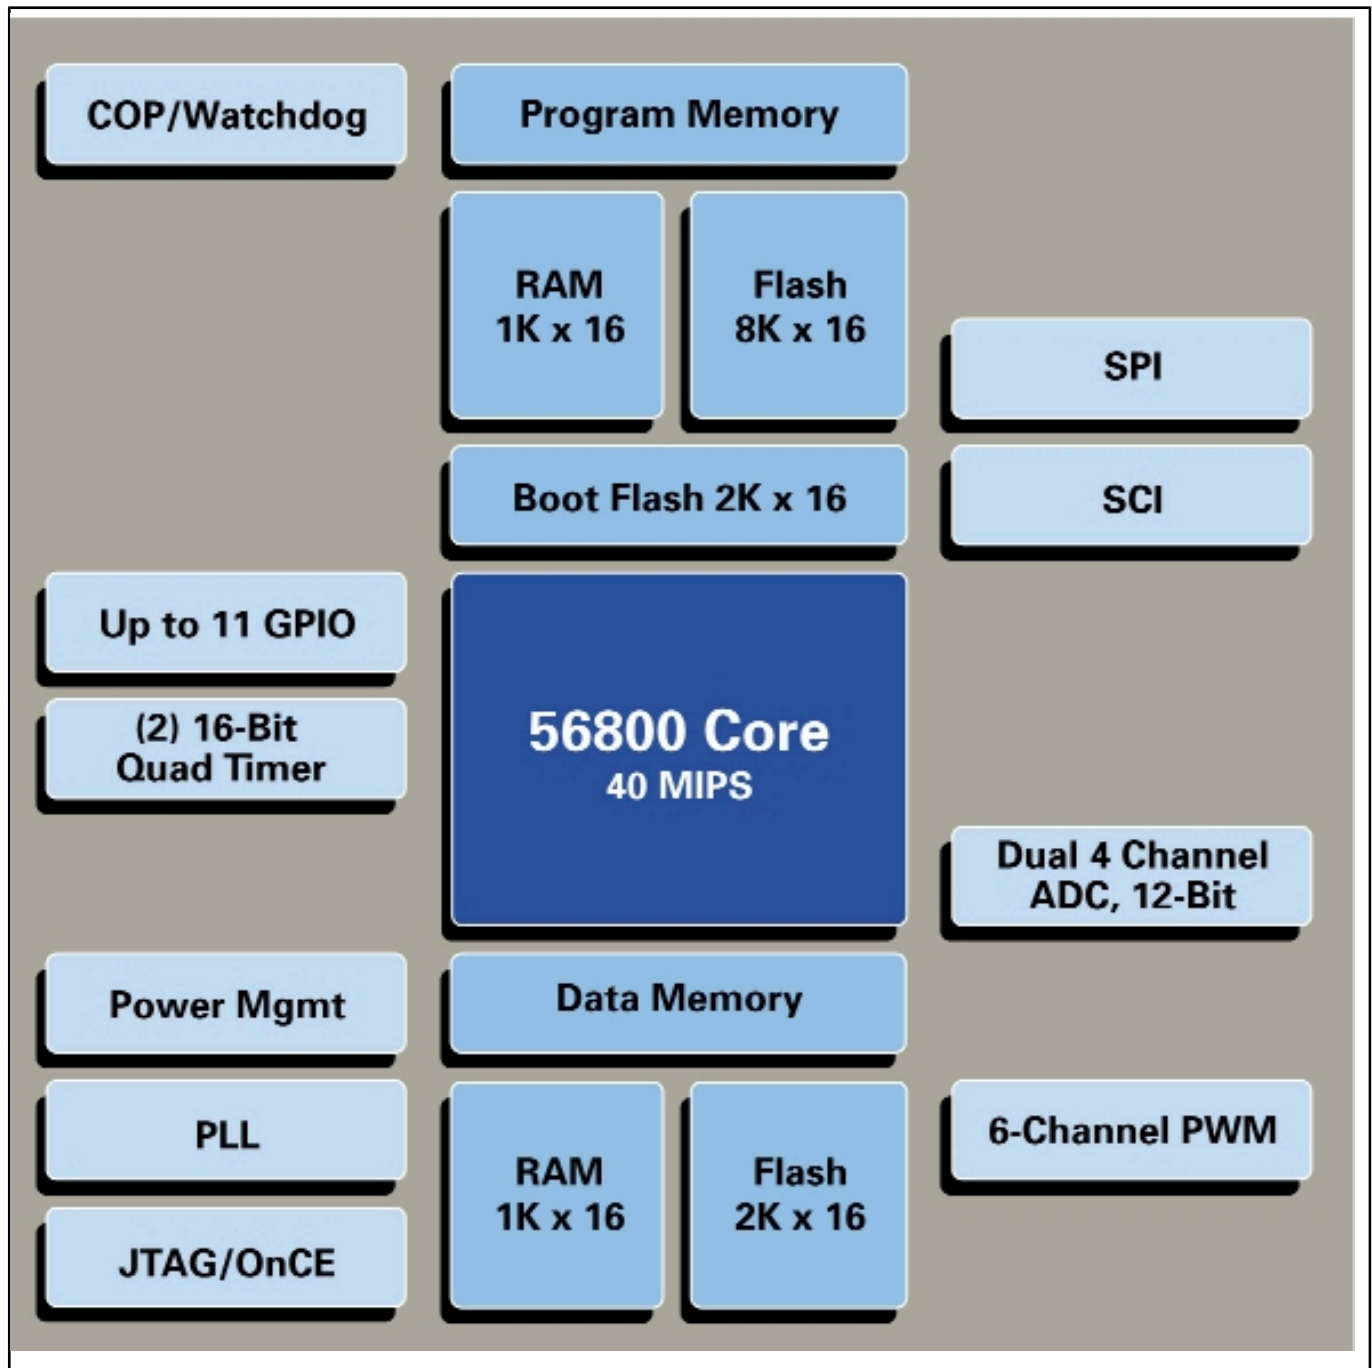 COP/Watchdog
Program Memory
RAM
1K x 16
Flash
8K x 16
SPI
Boot Flash 2K x 16
SCI
Up to 11 GPIO
(2) 16-Bit
Quad Timer
56800 Core
40 MIPS
Dual 4 Channel
ADC, 12-Bit
Power Mgmt
Data Memory
PLL
RAM
1K x 16
Flash
2K x 16
6-Channel PWM
JTAG/OnCE